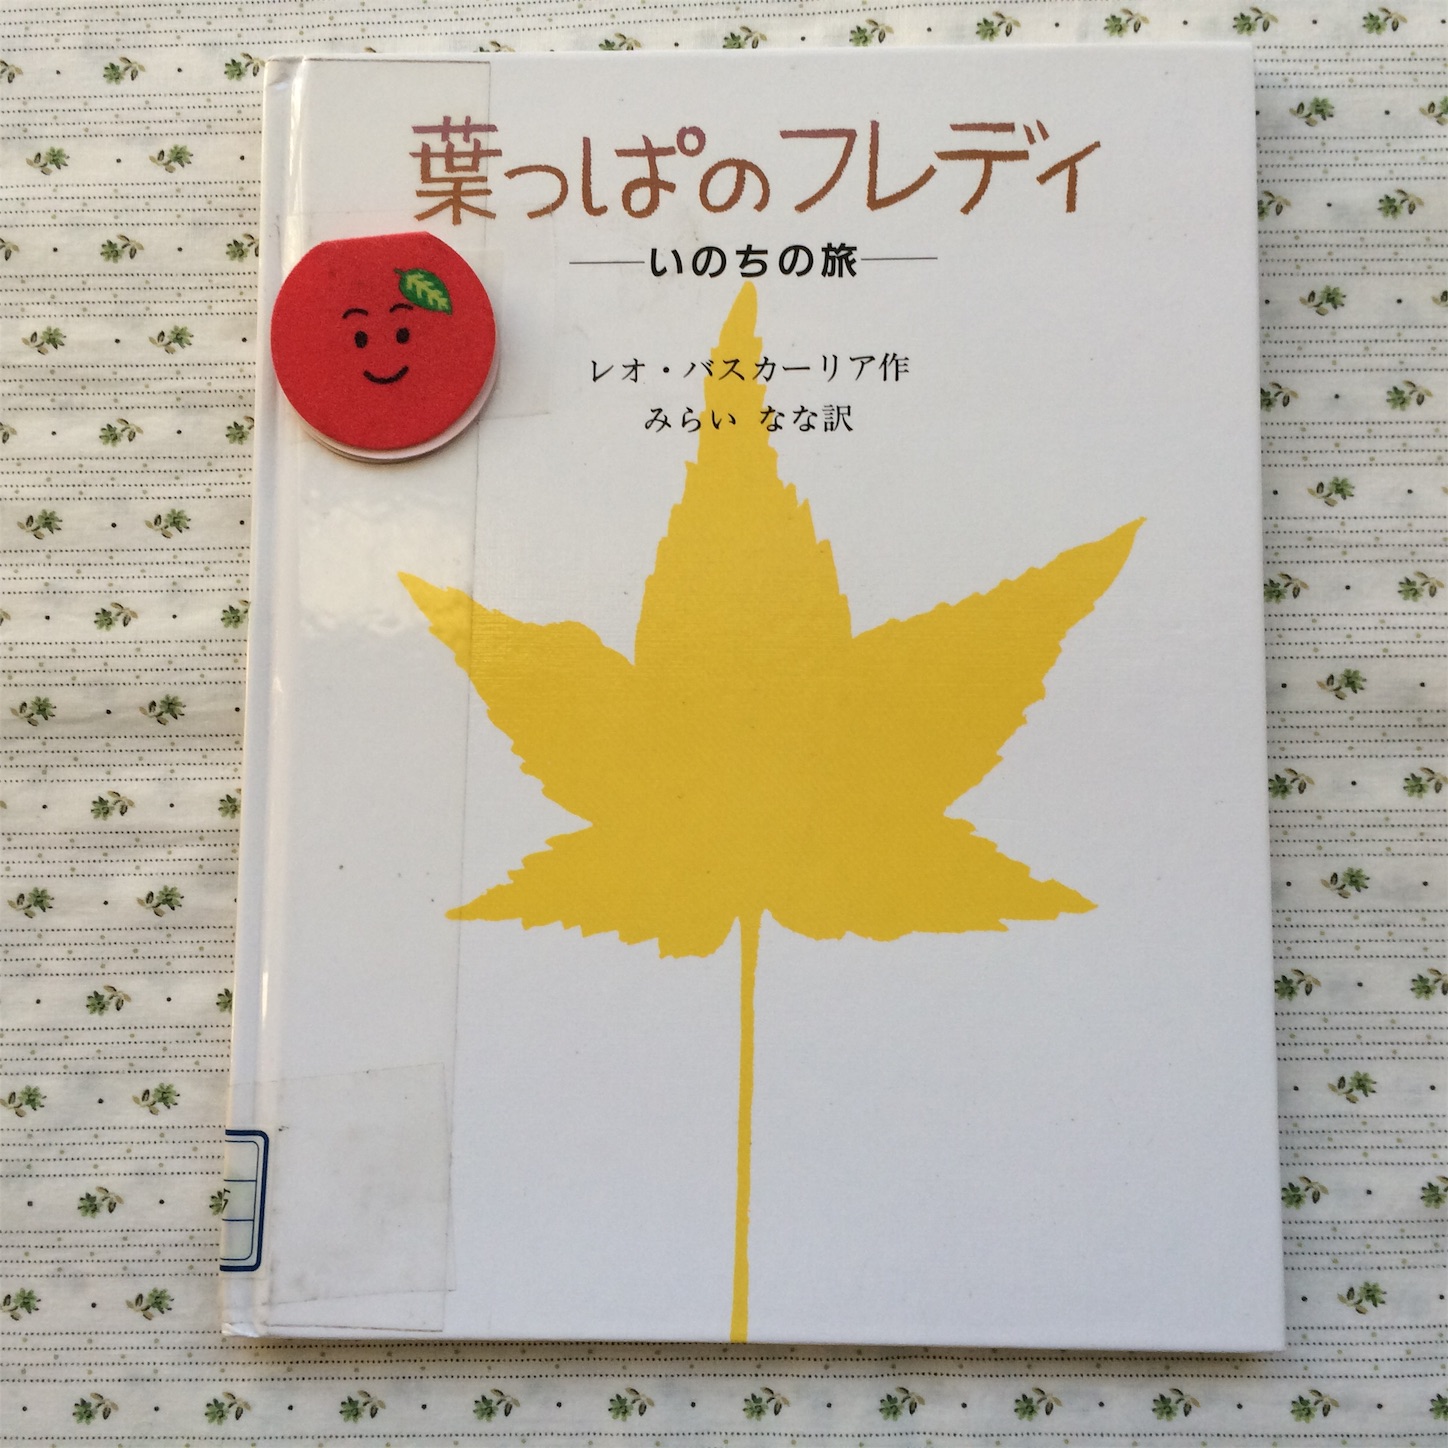 葉っぱのフレディ
―いのちの旅―
レオ・バスカーリア作
みらい なな訳